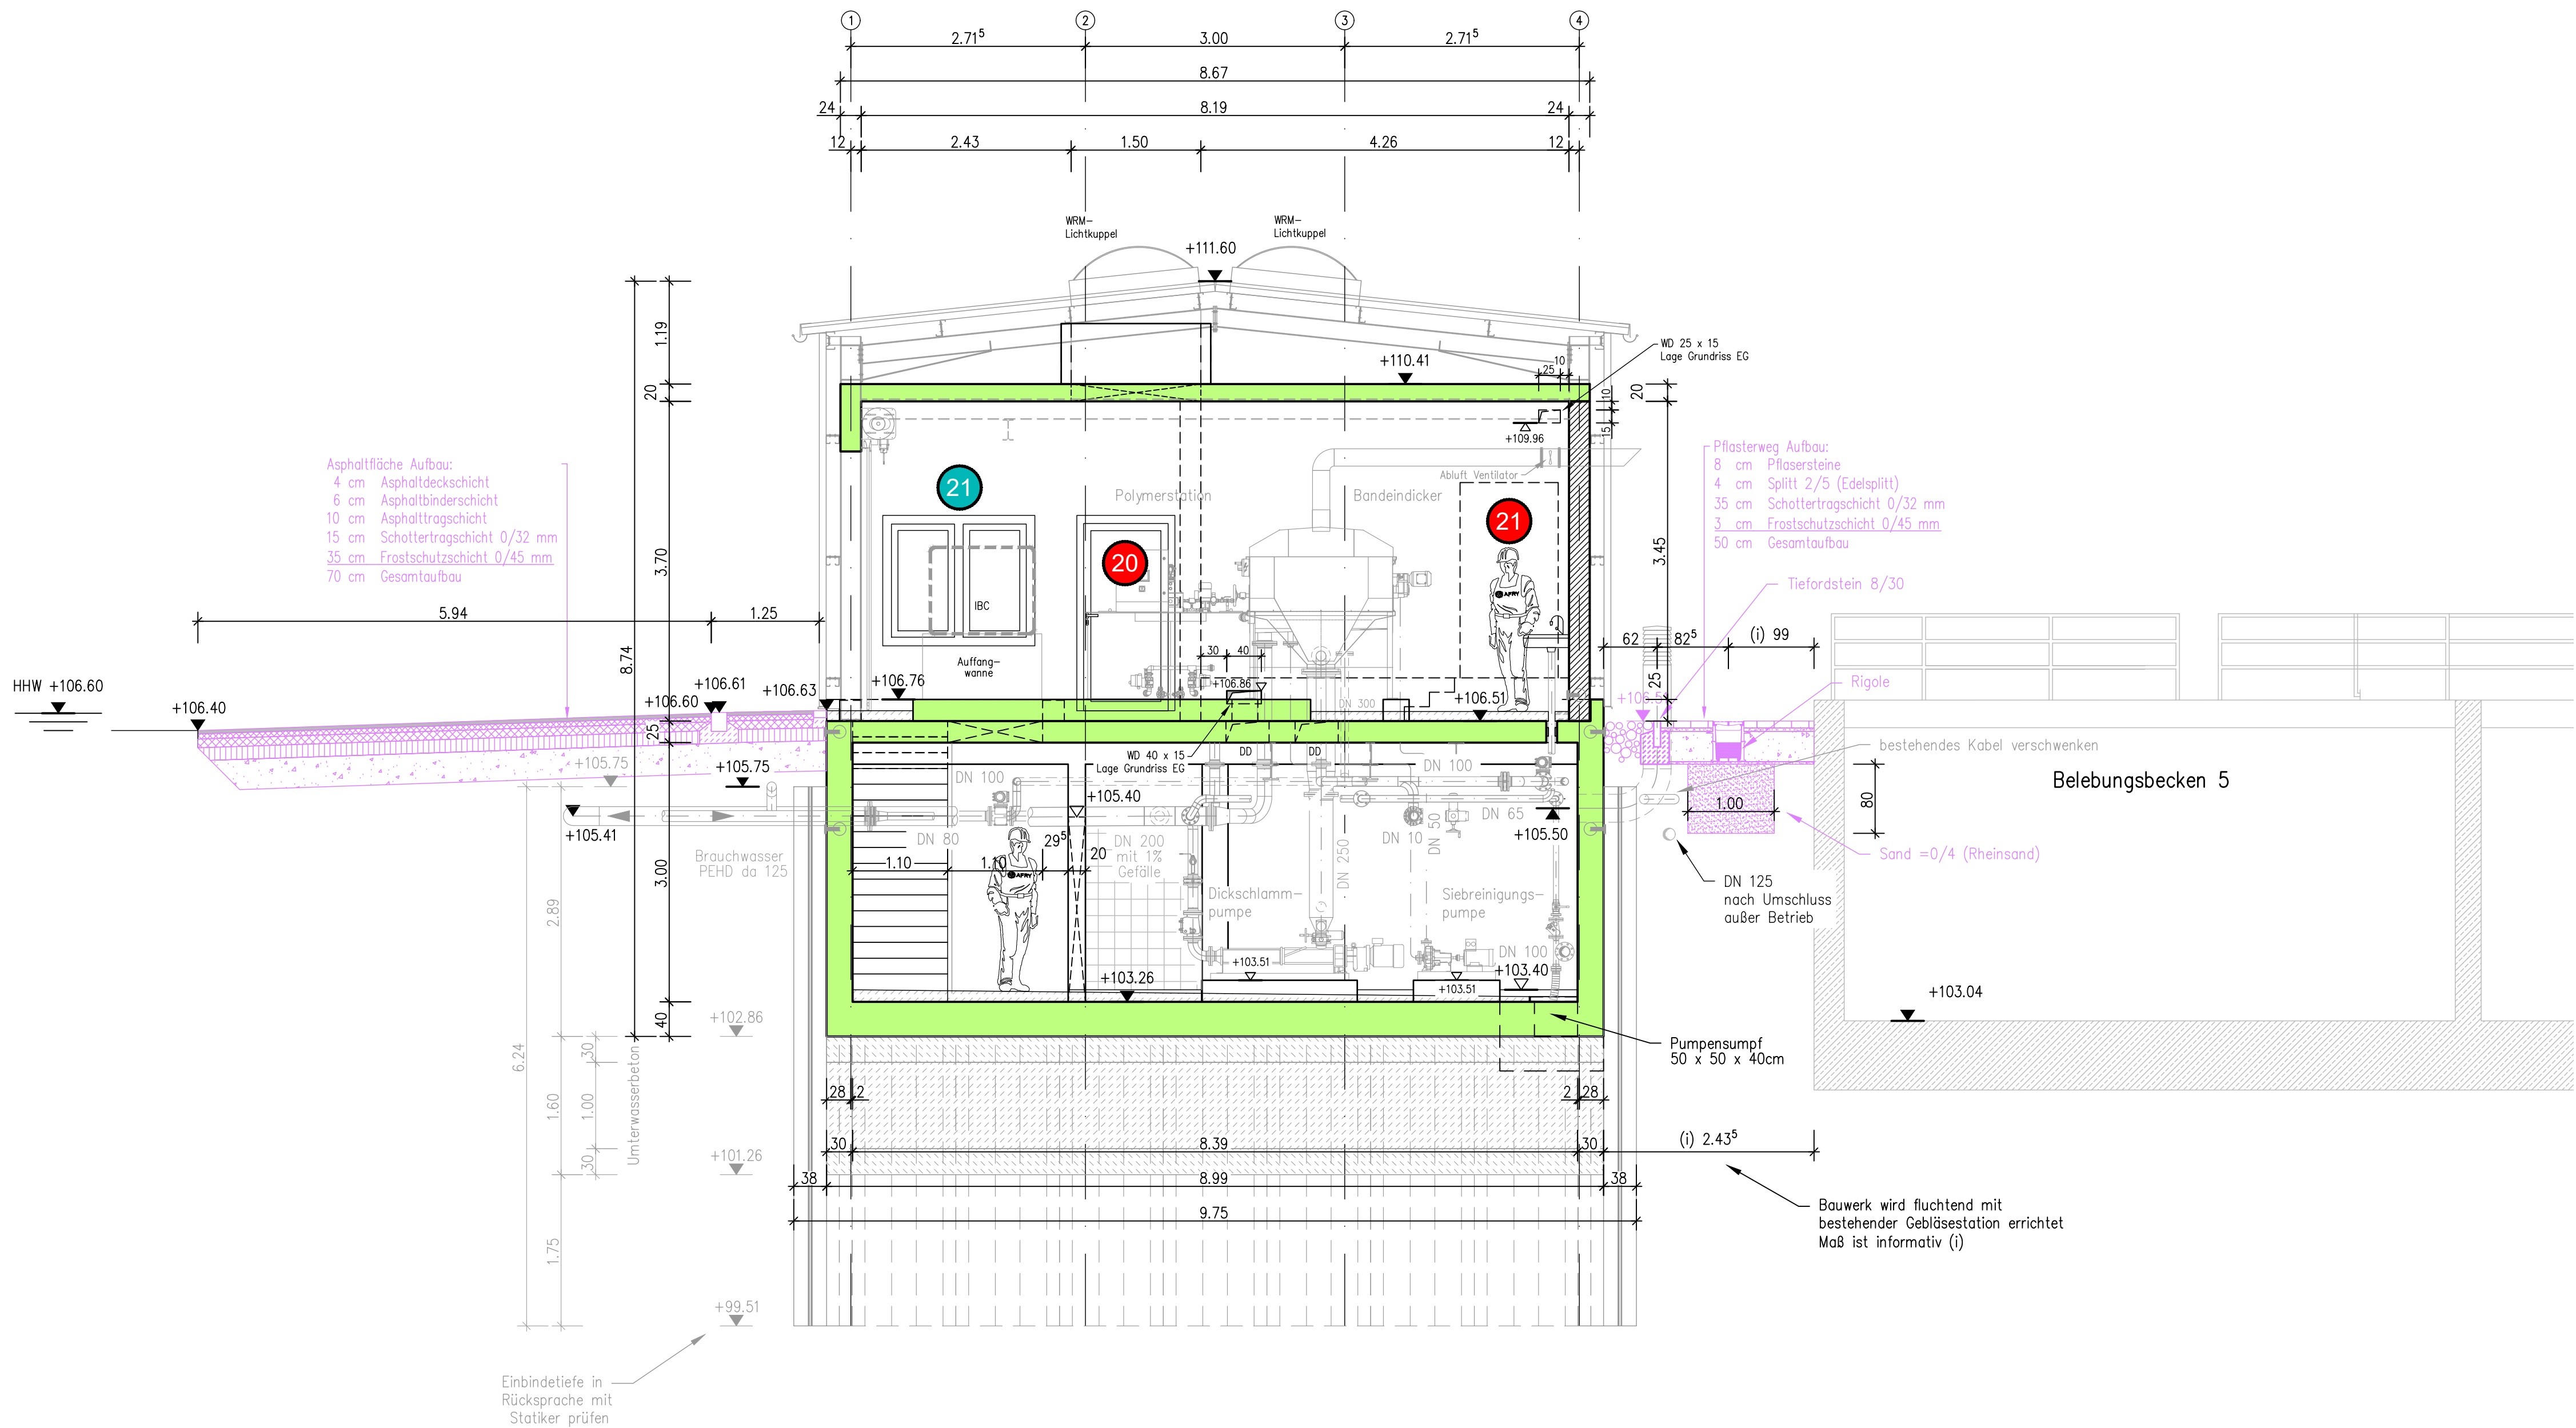 1
2
3
4
2.71⁵
3.00
2.71⁵
8.67
24
8.19
24
12
2.43
1.50
4.26
12
WRM-
Lichtkuppel
WRM-
Lichtkuppel
+111.60
1.19
20
3.70
8.74
25
3.00
40
+110.41
10
25
WD 25 x 15
Lage Grundriss EG
10
15
20
3.45
25
+109.96
Abluft Ventilator
Polymerstation
Bandeindicker
21
20
21
IBC
Auffang-
wanne
AFRY
Asphaltfläche Aufbau:
4 cm Asphaltdeckschicht
6 cm Asphaltbinderschicht
10 cm Asphalttragschicht
15 cm Schottertragschicht 0/32 mm
35 cm Frostschutzschicht 0/45 mm
70 cm Gesamtaufbau
Pflasterweg Aufbau:
8 cm Pflasersteine
4 cm Splitt 2/5 (Edelsplitt)
35 cm Schottertragschicht 0/32 mm
3 cm Frostschutzschicht 0/45 mm
50 cm Gesamtaufbau
Tiefordstein 8/30
Rigole
5.94
1.25
62
82⁵
(i) 99
HHW +106.60
+106.40
+106.60
+106.61
+106.63
+106.76
30
40
+106.86
+106.51
DN 300
+105.75
+105.75
+105.41
WD 40 x 15
Lage Grundriss EG
DD
DD
DN 100
DN 100
+105.40
DN 80
DN 200
mit 1%
Gefälle
DN 250
DN 10
DN 50
DN 65
+105.50
1.10
1.10
29⁵
20
AFRY
Brauchwasser
PEHD da 125
Dickschlamm-
pumpe
Siebreinigungs-
pumpe
DN 100
+103.51
+103.51
+103.40
+103.26
bestehendes Kabel verschwenken
Belebungsbecken 5
1.00
80
Sand =0/4 (Rheinsand)
DN 125
nach Umschluss
außer Betrieb
+103.04
Pumpensumpf
50 x 50 x 40cm
+102.86
2.89
6.24
1.60
30
1.00
30
Umterwasserbeton
+101.26
1.75
+99.51
28
2
2
28
30
8.39
30
(i) 2.43⁵
38
8.99
38
9.75
Bauwerk wird fluchtend mit
bestehender Gebläsestation errichtet
Maß ist informativ (i)
Einbindetiefe in
Rücksprache mit
Statiker prüfen